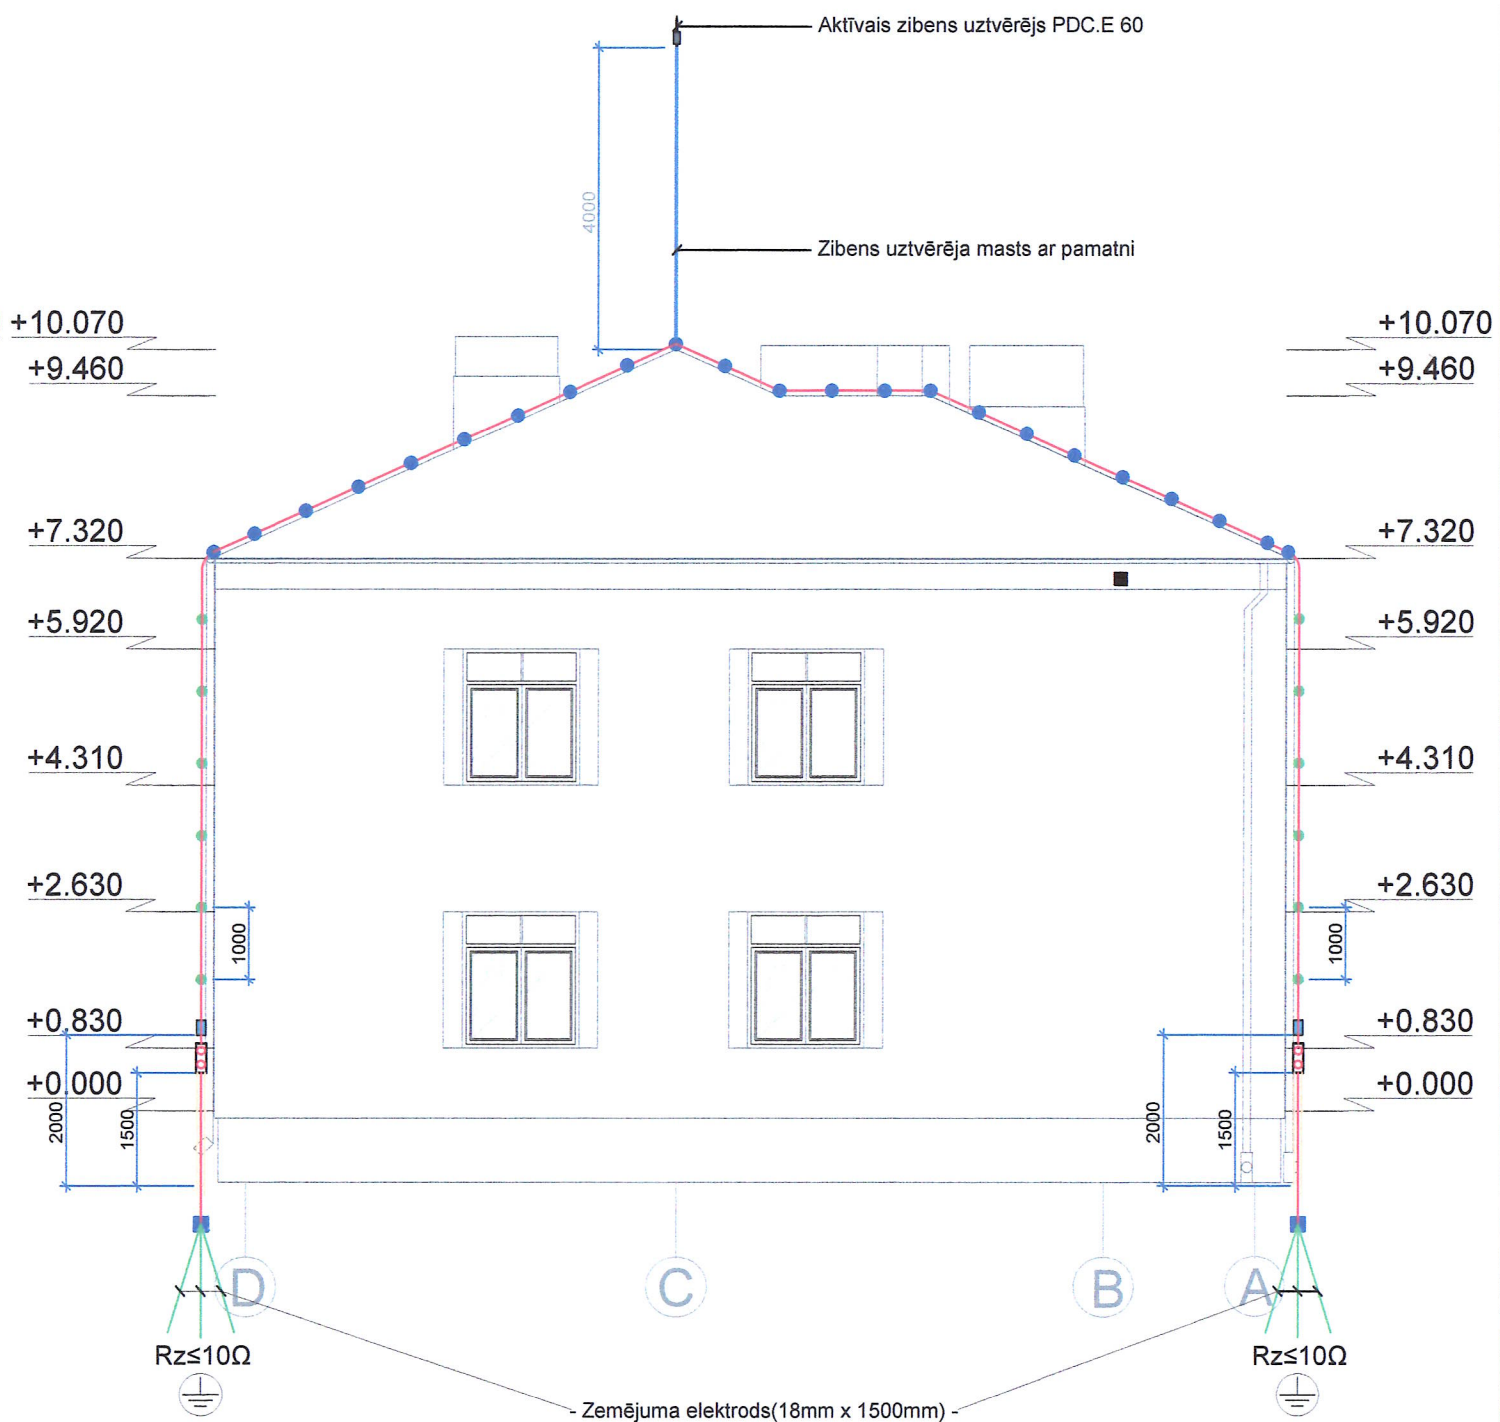 Aktīvais zibens uztvērējs PDC.E 60
4000
Zibens uztvērēja masts ar pamatni
+10.070
+10.070
+9.460
+9.460
+7.320
+7.320
+5.920
+5.920
+4.310
+4.310
+2.630
+2.630
1000
1000
+0.830
+0.830
+0.000
+0.000
2000
1500
2000
1500
D
C
B
A
Rz≤10Ω
Rz≤10Ω
- Zemējuma elektrods(18mm x 1500mm) -